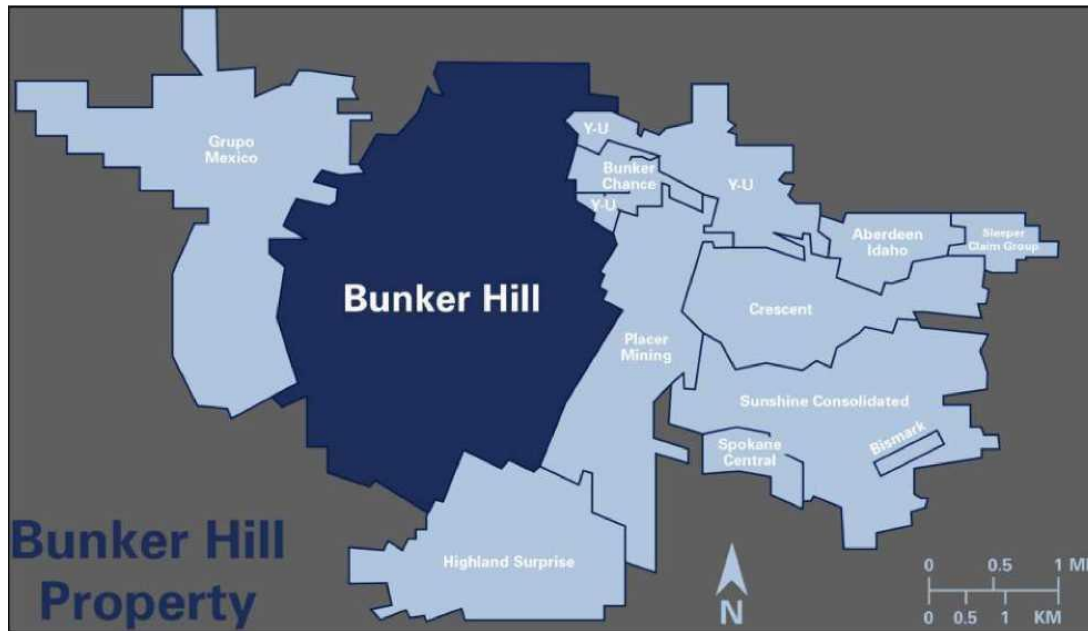 Grupo
Mexico
Y-U
Bunker
Chance
Y-U
Y-U
Aberdeen
Idaho
Sleeper
Claim Group
Bunker Hill
Crescent
Placer
Mining
Sunshine Consolidated
Bismark
Spokane
Central
Highland Surprise
Bunker Hill
Property
N
0 0.5 1 MI
0 0.5 1 KM